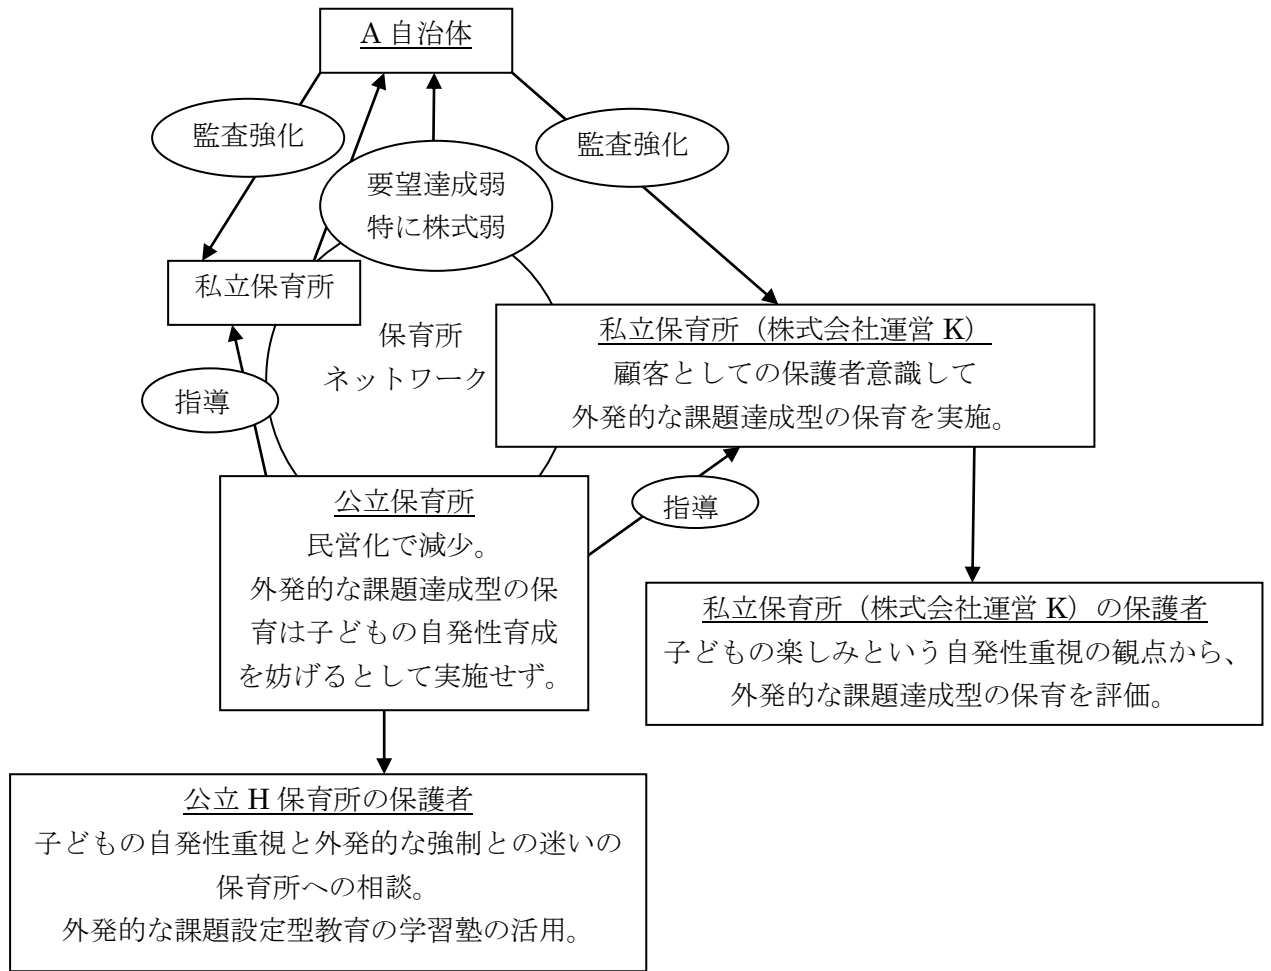 A 自治体
監査強化
監査強化
要望達成弱
特に株式弱
私立保育所
保育所
ネットワーク
私立保育所（株式会社運営 K）
顧客としての保護者意識して
外発的な課題達成型の保育を実施。
指導
公立保育所
民営化で減少。
外発的な課題達成型の保
育は子どもの自発性育成
を妨げるとして実施せず。
指導
私立保育所（株式会社運営 K）の保護者
子どもの楽しみという自発性重視の観点から、
外発的な課題達成型の保育を評価。
公立 H 保育所の保護者
子どもの自発性重視と外発的な強制との迷いの
保育所への相談。
外発的な課題設定型教育の学習塾の活用。